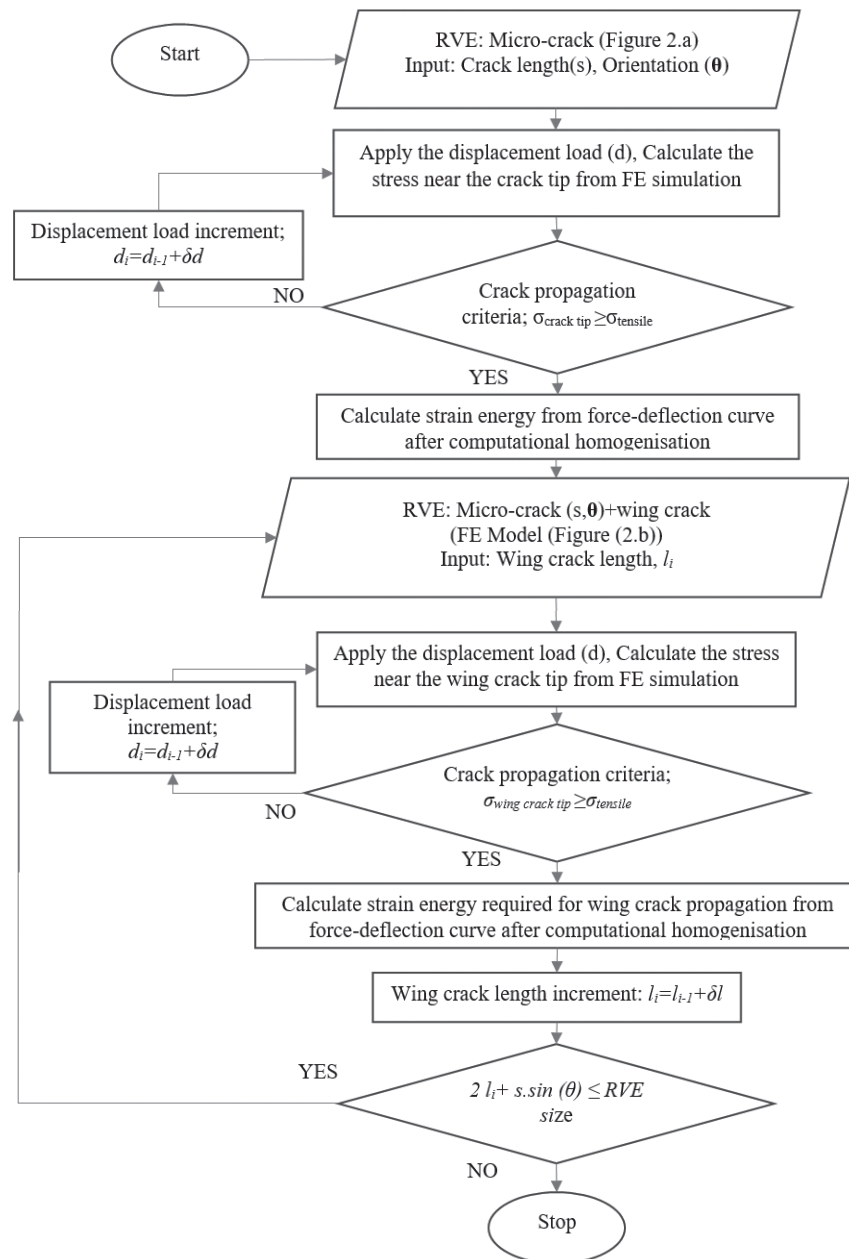 Start
RVE: Micro-crack (Figure 2.a)
Input: Crack length(s), Orientation (θ)
Apply the displacement load (d), Calculate the
stress near the crack tip from FE simulation
Displacement load increment;
dᵢ=dᵢ₋₁+δd
NO
Crack propagation
criteria; σcrack tip ≥σtensile
YES
Calculate strain energy from force-deflection curve
after computational homogenisation
RVE: Micro-crack (s,θ)+wing crack
(FE Model (Figure (2.b))
Input: Wing crack length, lᵢ
Apply the displacement load (d), Calculate the stress
near the wing crack tip from FE simulation
Displacement load
increment;
dᵢ=dᵢ₋₁+δd
NO
Crack propagation criteria;
σwing crack tip ≥σtensile
YES
Calculate strain energy required for wing crack propagation from
force-deflection curve after computational homogenisation
Wing crack length increment: lᵢ=lᵢ₋₁+δl
YES
2 lᵢ+ s.sin (θ) ≤ RVE
size
NO
Stop